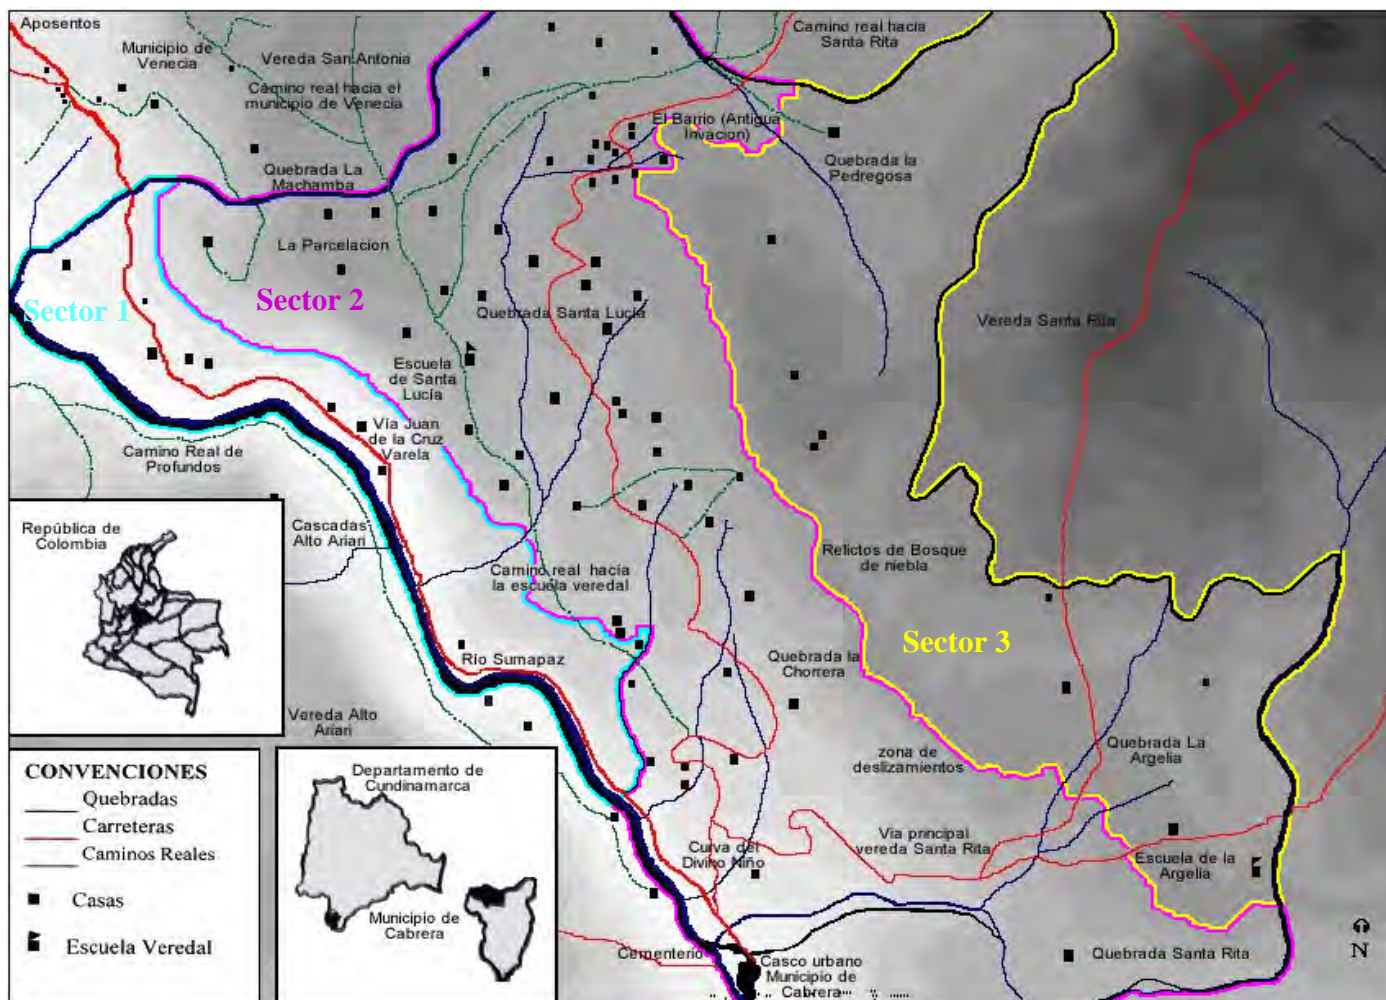 Aposentos
Municipio de
Venecia
Vereda San Antonia
Camino real hacia el
municipio de Venecia
Camino real hacia
Santa Rita
El Barrio (Antigua
Invacion)
Quebrada la
Pedregosa
Quebrada La
Machamba
La Parcelacion
Sector 1
Sector 2
Quebrada Santa Lucia
Vereda Santa Rita
Escuela
de Santa
Lucía
Vía Juan
de la Cruz
Varela
Camino Real de
Profundos
República de
Colombia
Cascadas
Alto Ariari
Camino real hacía
la escuela veredal
Relictos de Bosque
de niebla
Sector 3
Río Sumapaz
Quebrada la
Chorrera
Vereda Alto
Ariari
Quebrada La
Argelia
zona de
deslizamientos
CONVENCIONES
Quebradas
Carreteras
Caminos Reales
Casas
Escuela Veredal
Departamento de
Cundinamarca
Municipio de
Cabrera
Curva del
Divino Niño
Via principal
vereda Santa Rita
Escuela de la
Argelia
Cementerio
Casco urbano
Municipio de
Cabrera
Quebrada Santa Rita
N